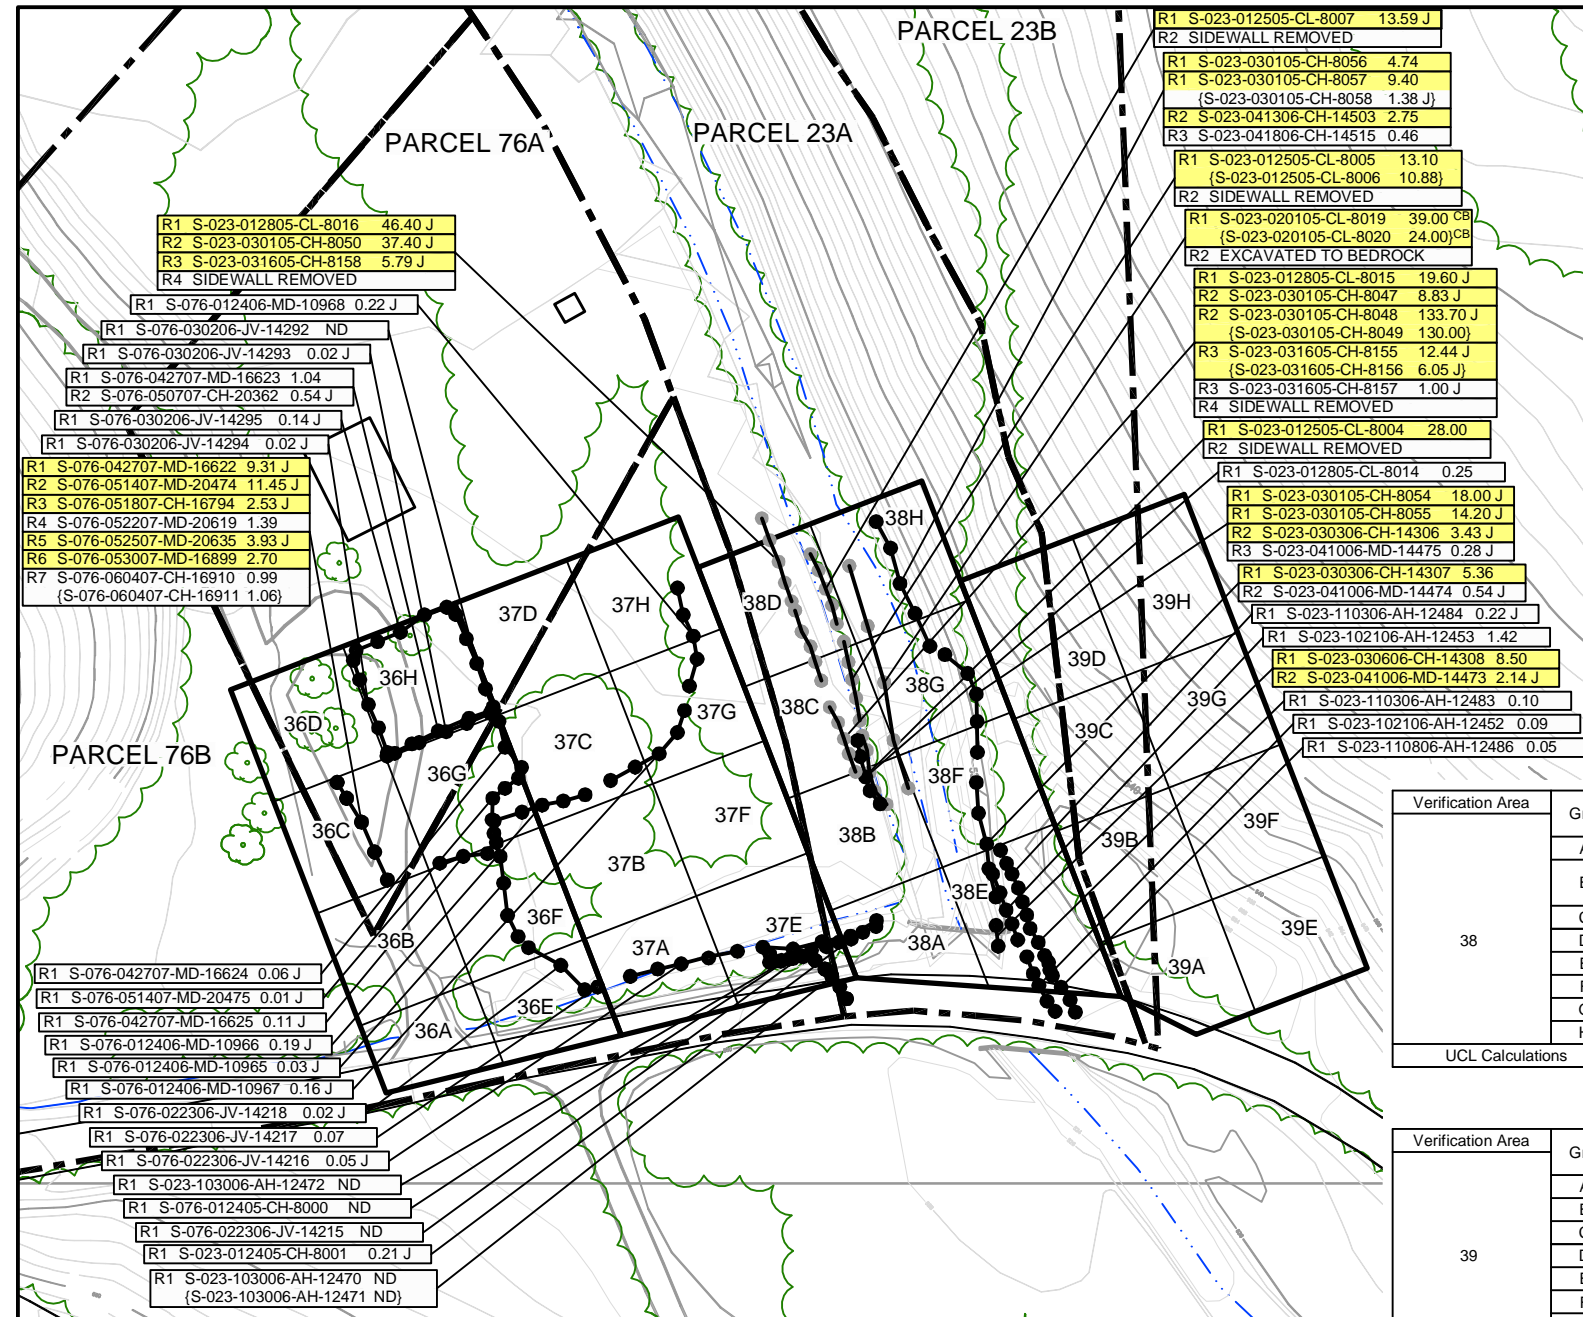 PARCEL 23B
PARCEL 76A
PARCEL 23A
PARCEL 76B
R1 S-023-012505-CL-8007 13.59 J
R2 SIDEWALL REMOVED
R1 S-023-030105-CH-8056 4.74
R1 S-023-030105-CH-8057 9.40
{S-023-030105-CH-8058 1.38 J}
R2 S-023-041306-CH-14503 2.75
R3 S-023-041806-CH-14515 0.46
R1 S-023-012505-CL-8005 13.10
{S-023-012505-CL-8006 10.88}
R2 SIDEWALL REMOVED
R1 S-023-020105-CL-8019 39.00 CB
{S-023-020105-CL-8020 24.00}CB
R2 EXCAVATED TO BEDROCK
R1 S-023-012805-CL-8015 19.60 J
R2 S-023-030105-CH-8047 8.83 J
R2 S-023-030105-CH-8048 133.70 J
{S-023-030105-CH-8049 130.00}
R3 S-023-031605-CH-8155 12.44 J
{S-023-031605-CH-8156 6.05 J}
R3 S-023-031605-CH-8157 1.00 J
R4 SIDEWALL REMOVED
R1 S-023-012505-CL-8004 28.00
R2 SIDEWALL REMOVED
R1 S-023-012805-CL-8014 0.25
R1 S-023-030105-CH-8054 18.00 J
R1 S-023-030105-CH-8055 14.20 J
R2 S-023-030306-CH-14306 3.43 J
R3 S-023-041006-MD-14475 0.28 J
R1 S-023-030306-CH-14307 5.36
R2 S-023-041006-MD-14474 0.54 J
R1 S-023-110306-AH-12484 0.22 J
R1 S-023-102106-AH-12453 1.42
R1 S-023-030606-CH-14308 8.50
R2 S-023-041006-MD-14473 2.14 J
R1 S-023-110306-AH-12483 0.10
R1 S-023-102106-AH-12452 0.09
R1 S-023-110806-AH-12486 0.05
R1 S-023-012805-CL-8016 46.40 J
R2 S-023-030105-CH-8050 37.40 J
R3 S-023-031605-CH-8158 5.79 J
R4 SIDEWALL REMOVED
R1 S-076-012406-MD-10968 0.22 J
R1 S-076-030206-JV-14292 ND
R1 S-076-030206-JV-14293 0.02 J
R1 S-076-042707-MD-16623 1.04
R2 S-076-050707-CH-20362 0.54 J
R1 S-076-030206-JV-14295 0.14 J
R1 S-076-030206-JV-14294 0.02 J
R1 S-076-042707-MD-16622 9.31 J
R2 S-076-051407-MD-20474 11.45 J
R3 S-076-051807-CH-16794 2.53 J
R4 S-076-052207-MD-20619 1.39
R5 S-076-052507-MD-20635 3.93 J
R6 S-076-053007-MD-16899 2.70
R7 S-076-060407-CH-16910 0.99
{S-076-060407-CH-16911 1.06}
38H
37D
37H
38D
39H
39D
36H
38G
36D
37G
38C
39G
39C
37C
36G
38F
37F
39F
36C
38B
39B
37B
38E
36F
37E
39E
36B
37A
38A
39A
36E
36A
R1 S-076-042707-MD-16624 0.06 J
R1 S-076-051407-MD-20475 0.01 J
R1 S-076-042707-MD-16625 0.11 J
R1 S-076-012406-MD-10966 0.19 J
R1 S-076-012406-MD-10965 0.03 J
R1 S-076-012406-MD-10967 0.16 J
R1 S-076-022306-JV-14218 0.02 J
R1 S-076-022306-JV-14217 0.07
R1 S-076-022306-JV-14216 0.05 J
R1 S-023-103006-AH-12472 ND
R1 S-076-012405-CH-8000 ND
R1 S-076-022306-JV-14215 ND
R1 S-023-012405-CH-8001 0.21 J
R1 S-023-103006-AH-12470 ND
{S-023-103006-AH-12471 ND}
Verification Area
38
UCL Calculations
Verification Area
39